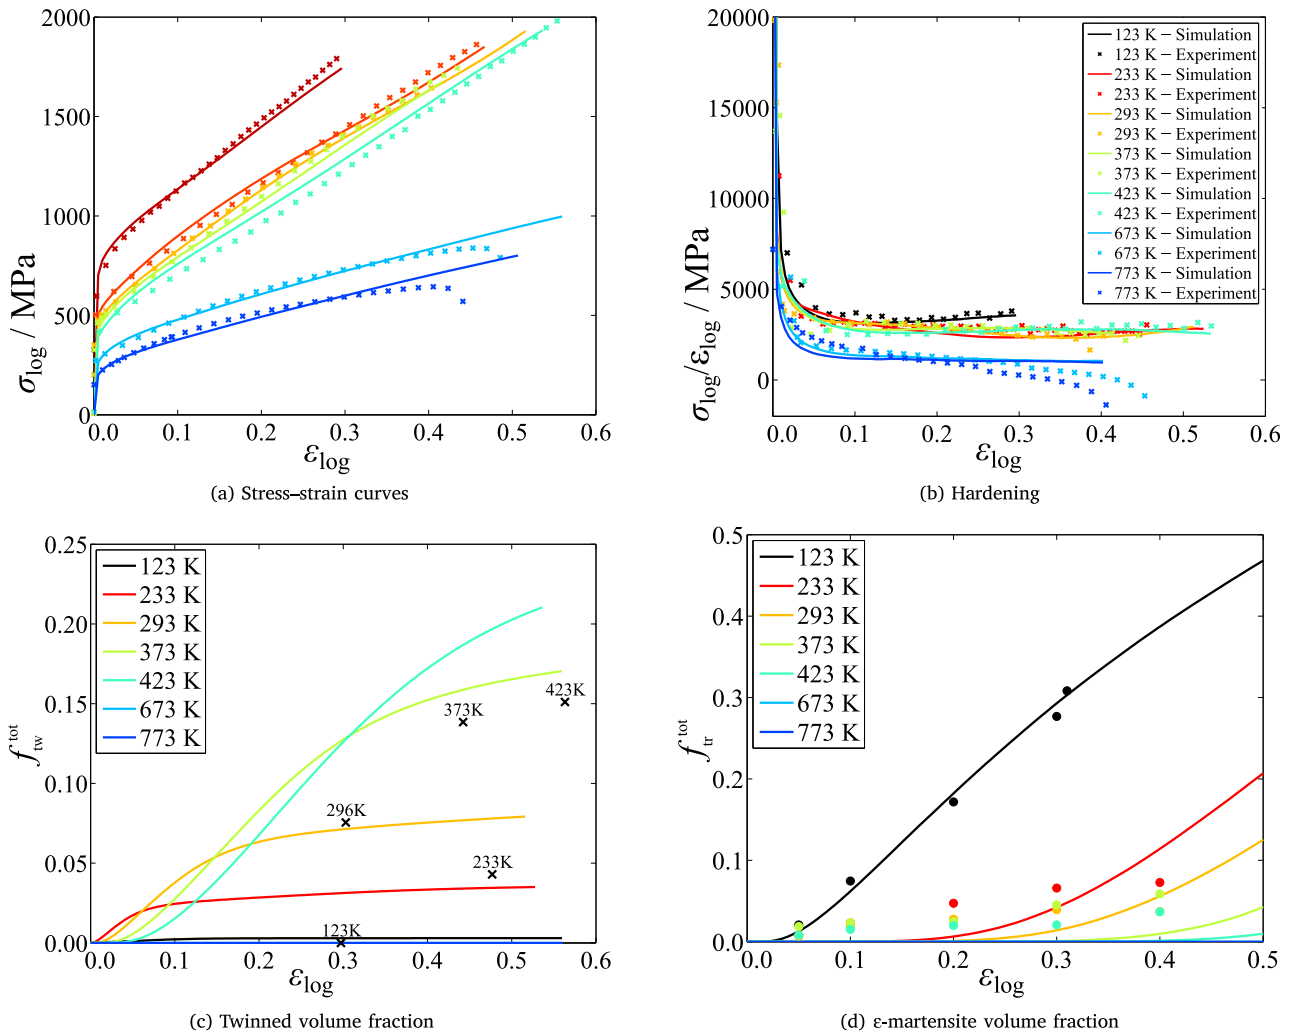 2000
1500
1000
500
0
σlog / MPa
0.0 0.1 0.2 0.3 0.4 0.5 0.6
εlog
(a) Stress–strain curves
20000
15000
10000
5000
0
σlog/εlog / MPa
0.0 0.1 0.2 0.3 0.4 0.5 0.6
εlog
123 K – Simulation
123 K – Experiment
233 K – Simulation
233 K – Experiment
293 K – Simulation
293 K – Experiment
373 K – Simulation
373 K – Experiment
423 K – Simulation
423 K – Experiment
673 K – Simulation
673 K – Experiment
773 K – Simulation
773 K – Experiment
(b) Hardening
0.25
0.20
0.15
0.10
0.05
0.00
f tot tw
123 K
233 K
293 K
373 K
423 K
673 K
773 K
423K
373K
296K
233K
123K
0.0 0.1 0.2 0.3 0.4 0.5 0.6
εlog
(c) Twinned volume fraction
0.5
0.4
0.3
0.2
0.1
0.0
f tot tr
123 K
233 K
293 K
373 K
423 K
673 K
773 K
0.0 0.1 0.2 0.3 0.4 0.5
εlog
(d) ε-martensite volume fraction